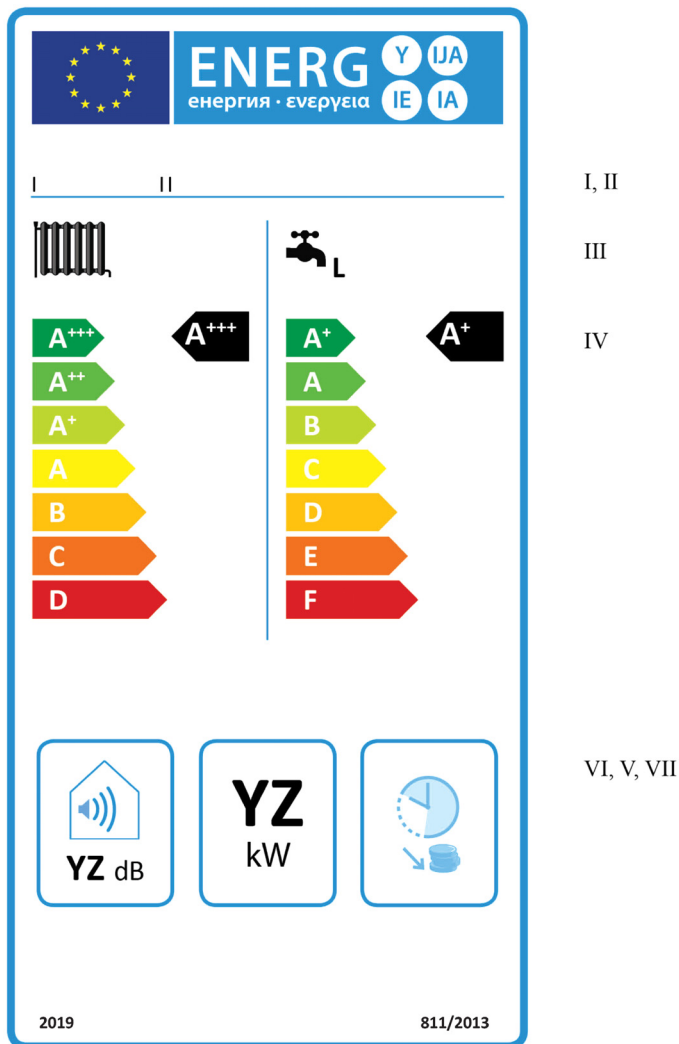 ENERG Y IJA
енергия · ενεργεια IE IA
I II I, II
L III
A+++ A+++ A+ A+ IV
A++ A
A+ B
A C
B D
C E
D F
VI, V, VII
YZ dB
YZ
kW
2019 811/2013